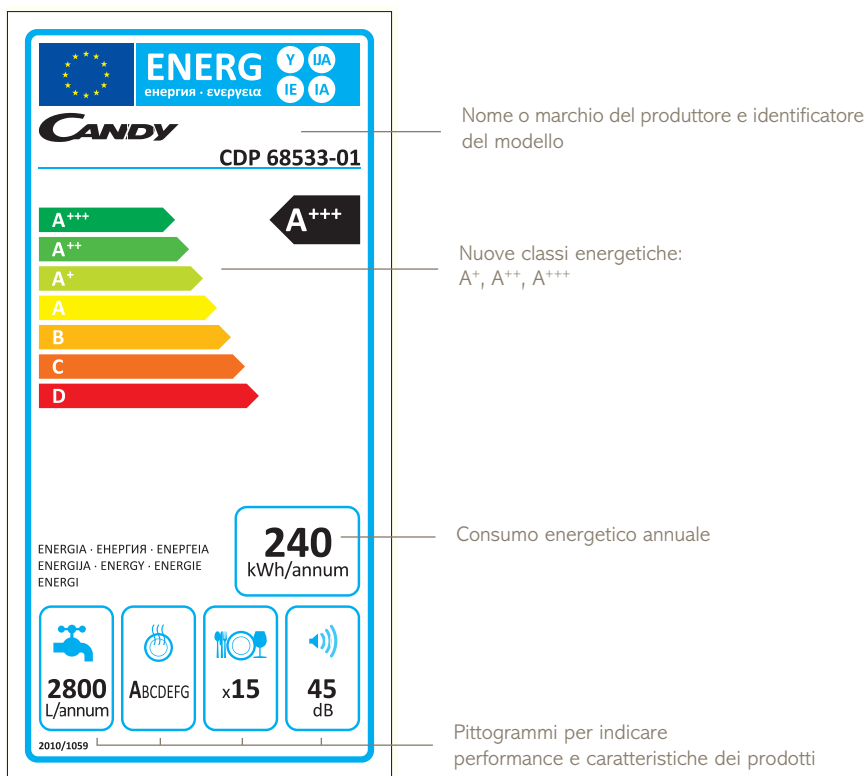 ENERG Y IJA
енергия · ενεργεια IE IA
CANDY
CDP 68533-01
Nome o marchio del produttore e identificatore
del modello
A+++ A+++
A++
A+
A
B
C
D
Nuove classi energetiche:
A+, A++, A+++
ENERGIA · ЕНЕРГИЯ · ΕΝΕΡΓΕΙΑ
ENERGIJA · ENERGY · ENERGIE
ENERGI
240
kWh/annum
Consumo energetico annuale
2800
L/annum
ABCDEFG
x15
45
dB
2010/1059
Pittogrammi per indicare
performance e caratteristiche dei prodotti